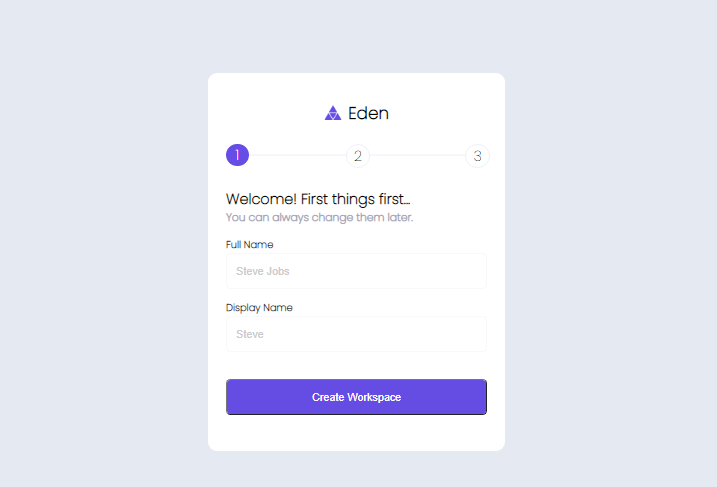 Eden
1 2 3
Welcome! First things first...
You can always change them later.
Full Name
Steve Jobs
Display Name
Steve
Create Workspace